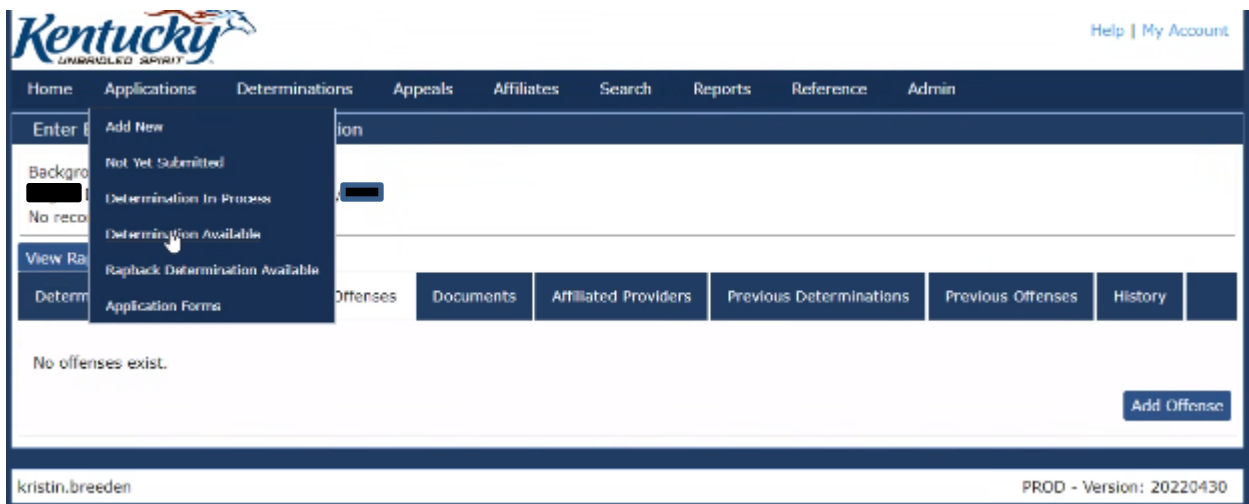 Kentucky
UNBRIDLED SPIRIT
Help | My Account
Home Applications Determinations Appeals Affiliates Search Reports Reference Admin
Enter
Add New
Not Yet Submitted
Backgro
Determination In Process
No reco
Determination Available
View Ra
Rapback Determination Available
Application Forms
Determ
Offenses Documents Affiliated Providers Previous Determinations Previous Offenses History
No offenses exist.
Add Offense
kristin.breeden PROD - Version: 20220430